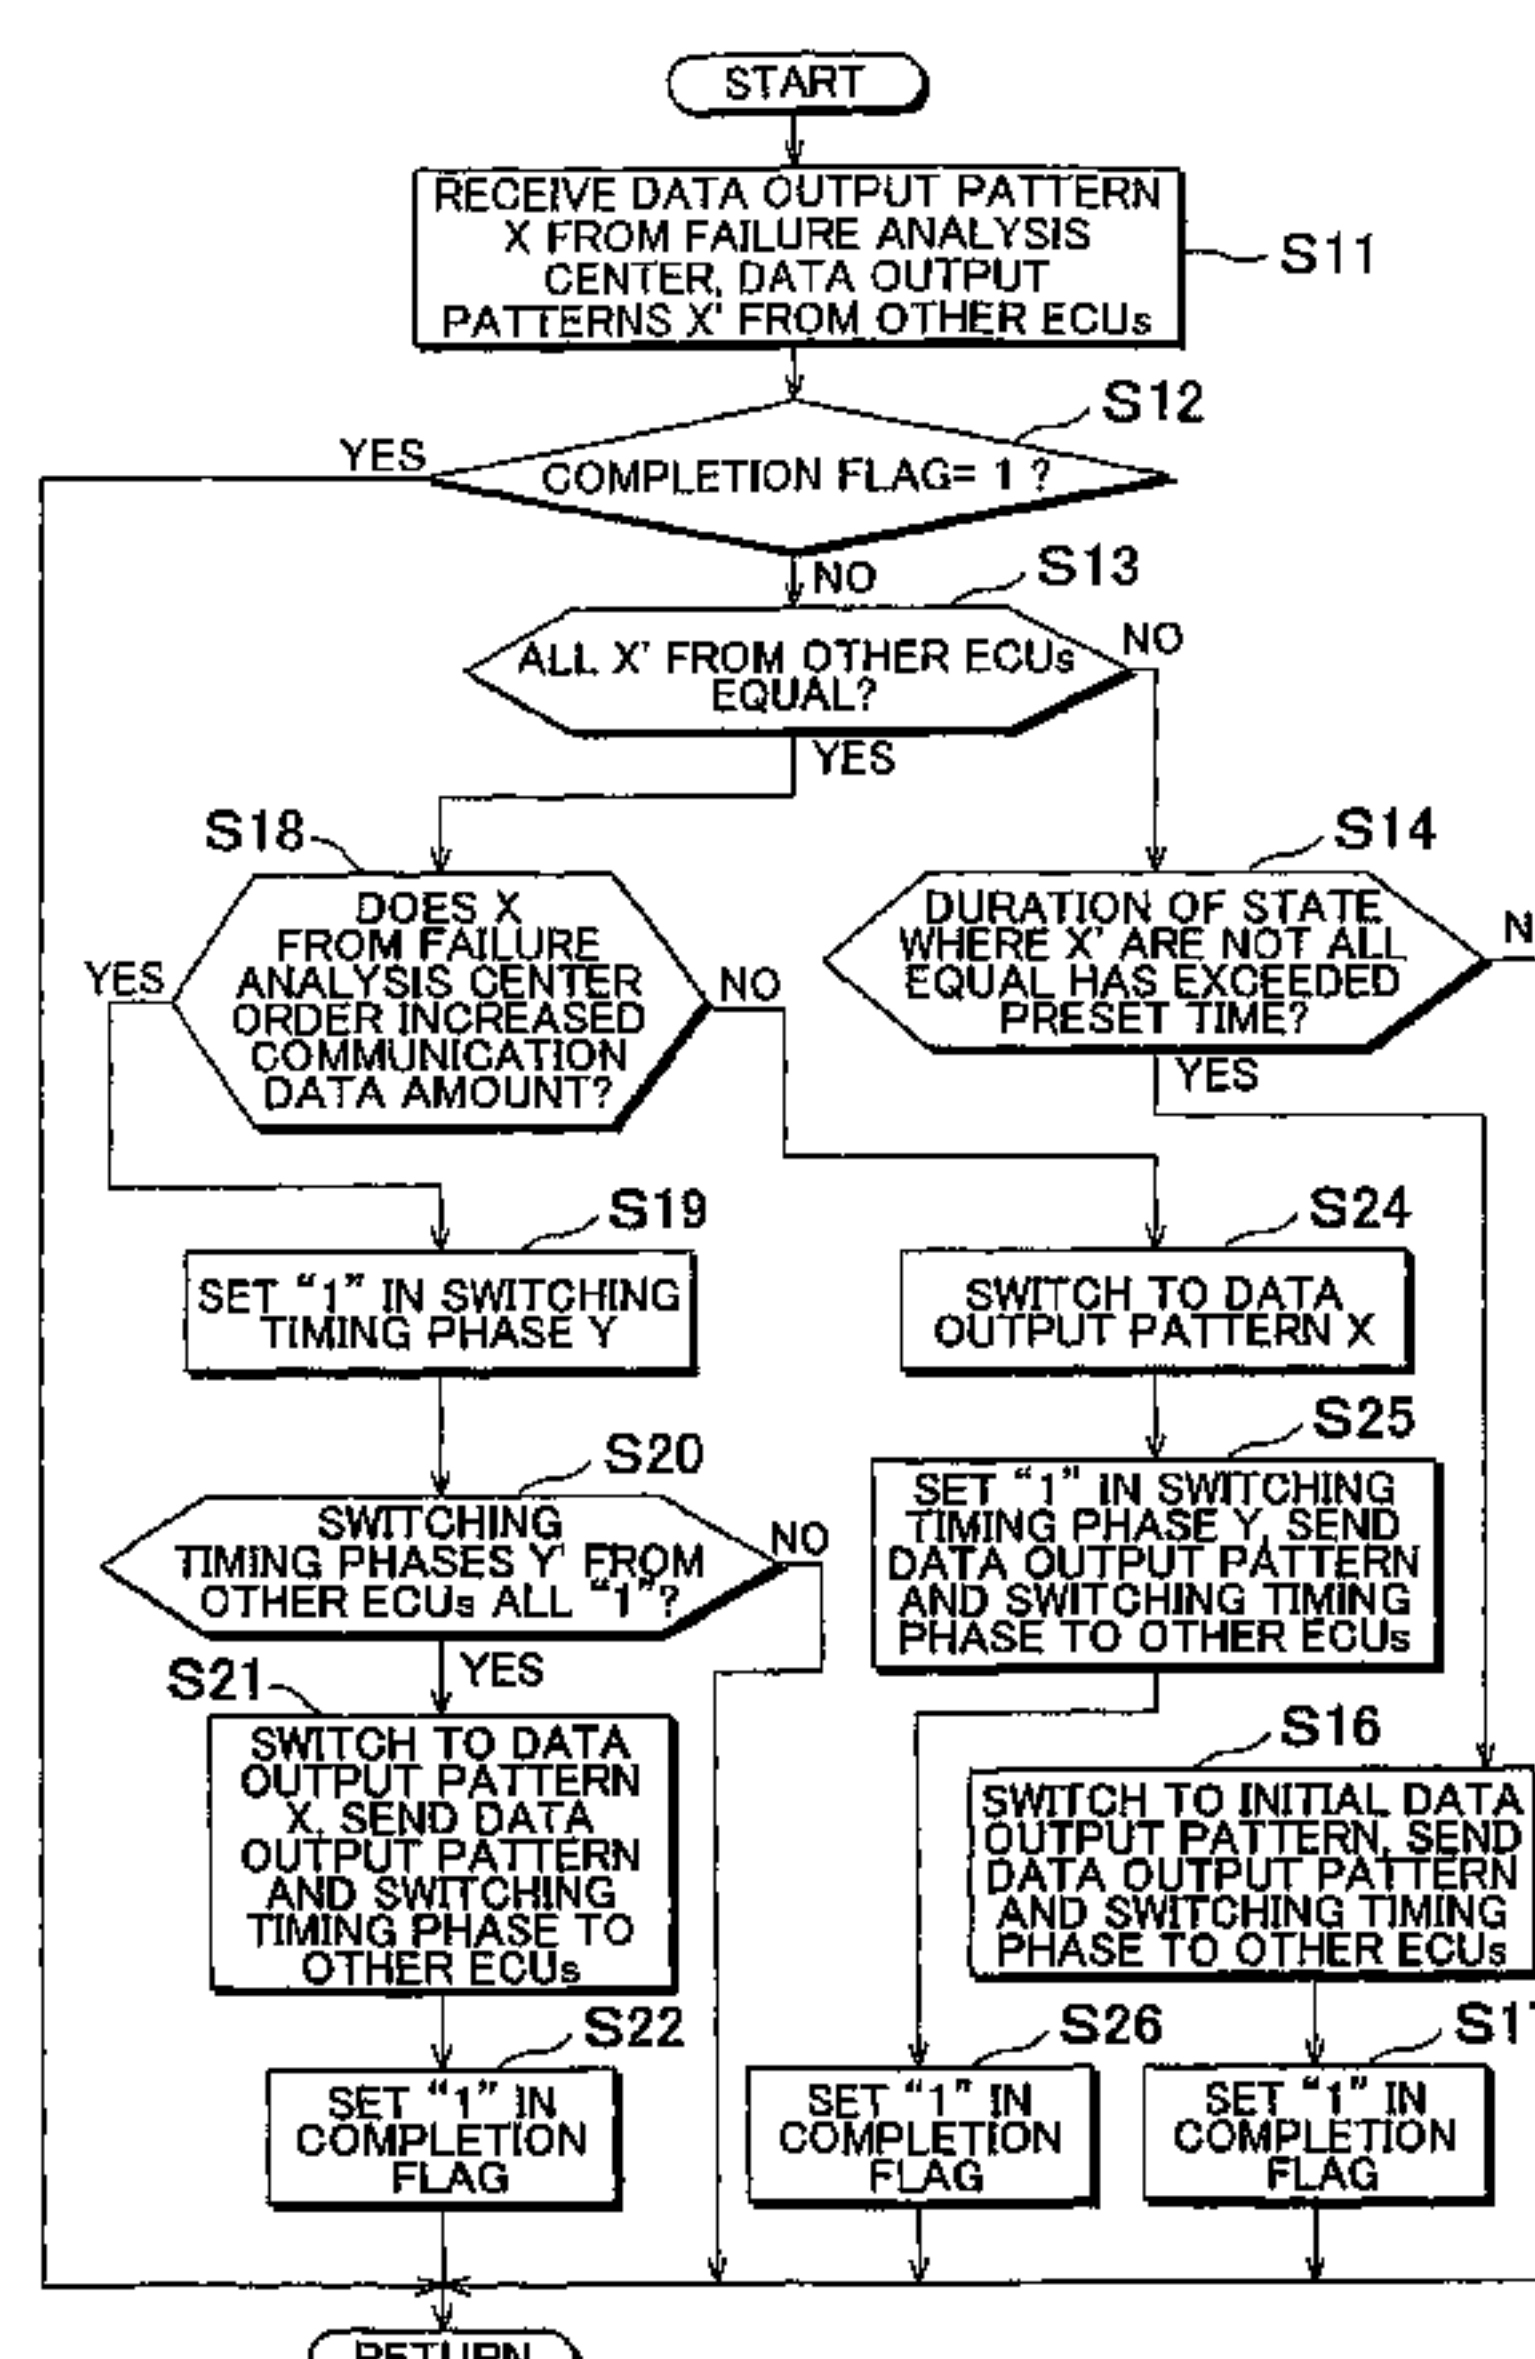 START
RECEIVE DATA OUTPUT PATTERN
X FROM FAILURE ANALYSIS
CENTER, DATA OUTPUT
PATTERNS X' FROM OTHER ECUs
S11
S12
YES
COMPLETION FLAG= 1 ?
NO
S13
ALL X' FROM OTHER ECUs
EQUAL?
NO
YES
S18
DOES X
FROM FAILURE
ANALYSIS CENTER
ORDER INCREASED
COMMUNICATION
DATA AMOUNT?
YES
NO
S14
DURATION OF STATE
WHERE X' ARE NOT ALL
EQUAL HAS EXCEEDED
PRESET TIME?
YES
S19
SET "1" IN SWITCHING
TIMING PHASE Y
S24
SWITCH TO DATA
OUTPUT PATTERN X
S20
SWITCHING
TIMING PHASES Y' FROM
OTHER ECUs ALL "1"?
NO
YES
S25
SET "1" IN SWITCHING
TIMING PHASE Y, SEND
DATA OUTPUT PATTERN
AND SWITCHING TIMING
PHASE TO OTHER ECUs
S21
SWITCH TO DATA
OUTPUT PATTERN
X, SEND DATA
OUTPUT PATTERN
AND SWITCHING
TIMING PHASE TO
OTHER ECUs
S16
SWITCH TO INITIAL DATA
OUTPUT PATTERN, SEND
DATA OUTPUT PATTERN
AND SWITCHING TIMING
PHASE TO OTHER ECUs
S22
SET "1" IN
COMPLETION
FLAG
S26
SET "1" IN
COMPLETION
FLAG
S17
SET "1" IN
COMPLETION
FLAG
RETURN